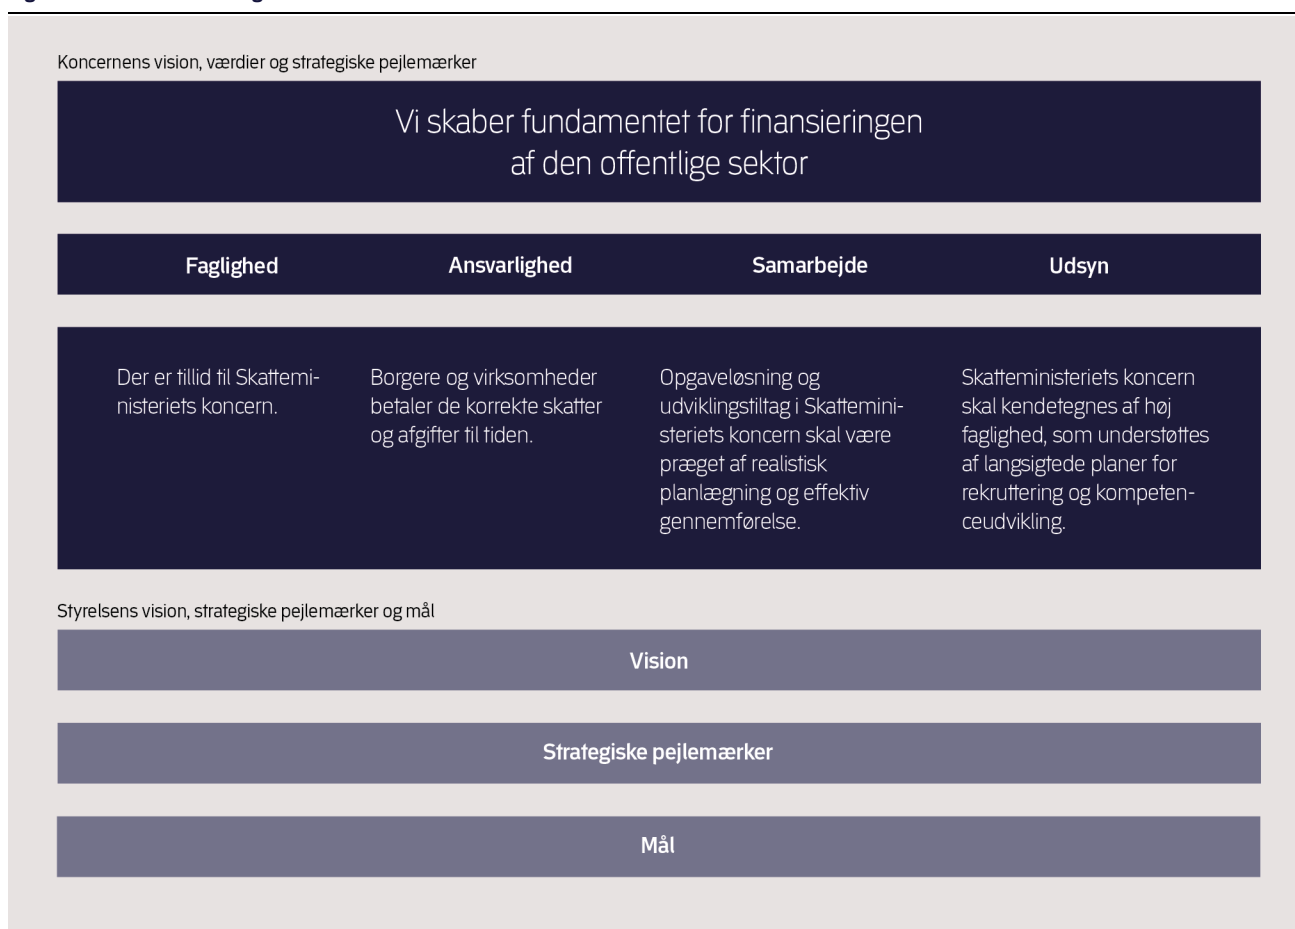 Koncernens vision, værdier og strategiske pejlemærker
Vi skaber fundamentet for finansieringen
af den offentlige sektor
Faglighed
Ansvarlighed
Samarbejde
Udsyn
Der er tillid til Skattemi-
nisteriets koncern.
Borgere og virksomheder
betaler de korrekte skatter
og afgifter til tiden.
Opgaveløsning og
udviklingstiltag i Skattemini-
steriets koncern skal være
præget af realistisk
planlægning og effektiv
gennemførelse.
Skatteministeriets koncern
skal kendetegnes af høj
faglighed, som understøttes
af langsigtede planer for
rekruttering og kompeten-
ceudvikling.
Styrelsens vision, strategiske pejlemærker og mål
Vision
Strategiske pejlemærker
Mål